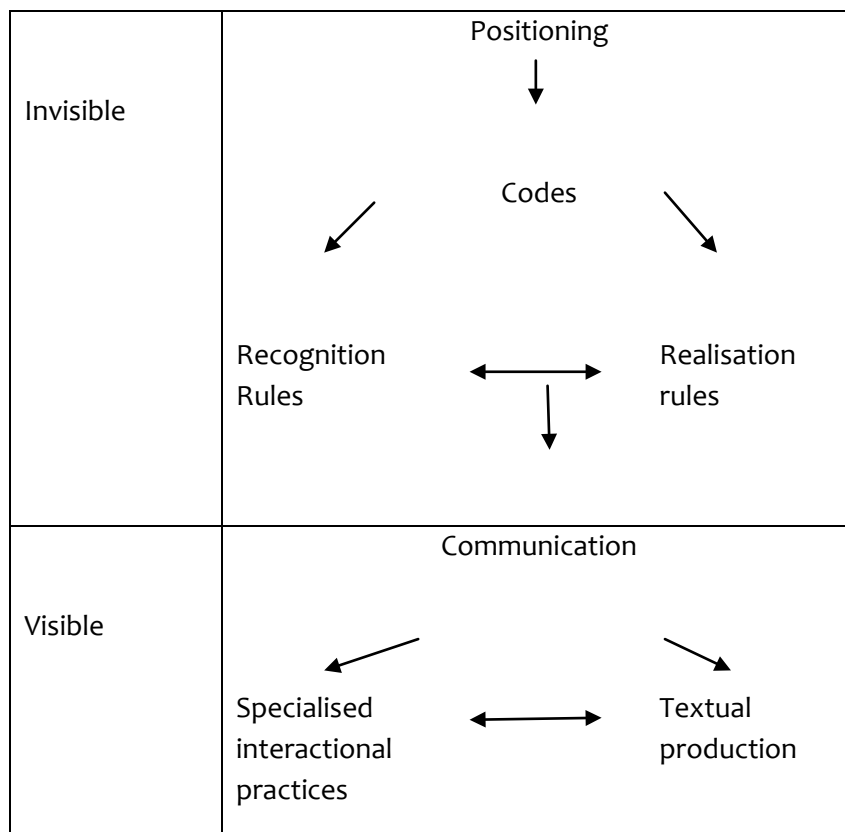 Positioning
Invisible
Codes
Recognition
Rules
Realisation
rules
Communication
Visible
Specialised
interactional
practices
Textual
production